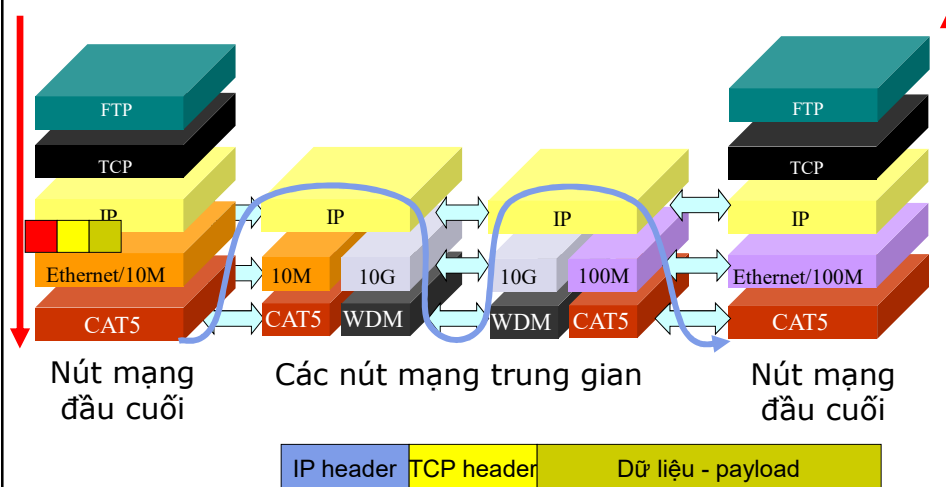 FTP
FTP
TCP
TCP
IP
IP
IP
IP
Ethernet/10M
10M
10G
10G
100M
Ethernet/100M
CAT5
CAT5
WDM
WDM
CAT5
CAT5
Nút mạng
đầu cuối
Các nút mạng trung gian
Nút mạng
đầu cuối
IP header
TCP header
Dữ liệu - payload